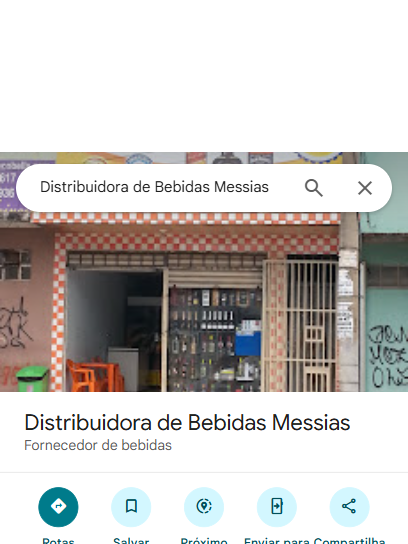 Distribuidora de Bebidas Messias
Distribuidora de Bebidas Messias
Fornecedor de bebidas
Rotas
Salvar
Próximo
Enviar para
Compartilha